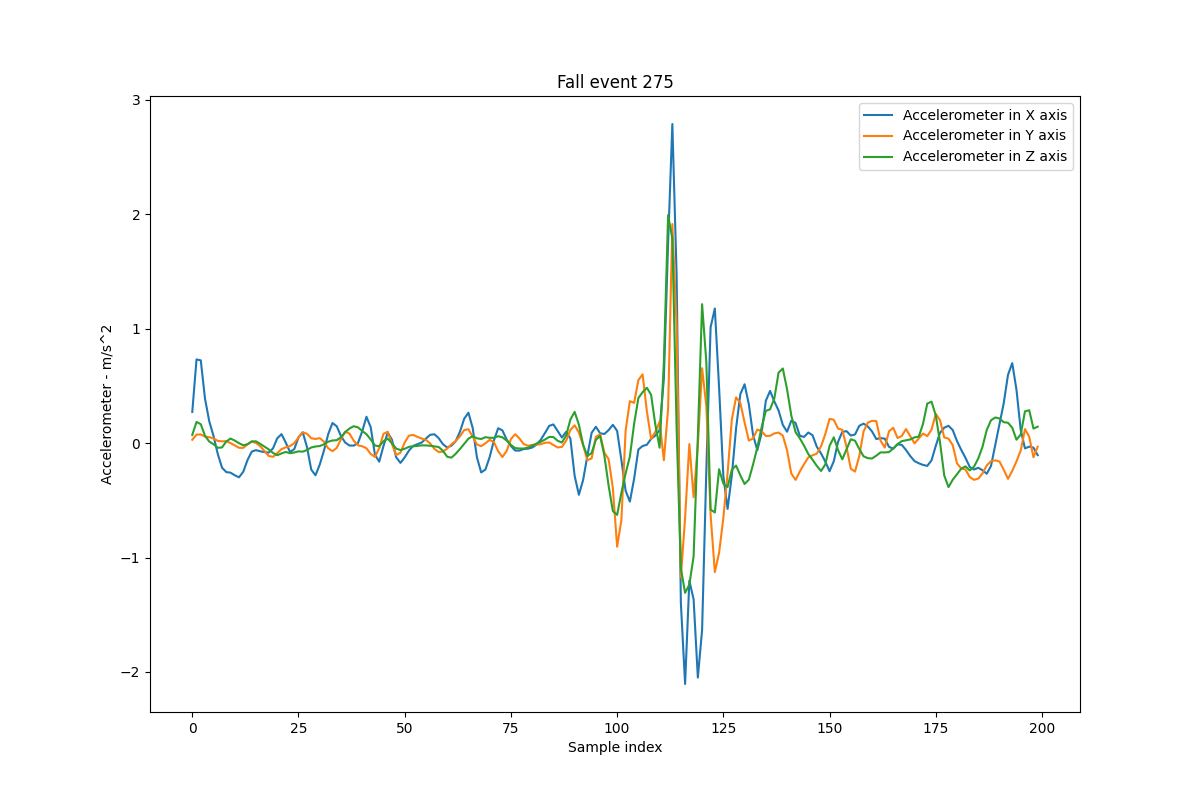 Fall event 275
Accelerometer in X axis
Accelerometer in Y axis
Accelerometer in Z axis
Accelerometer - m/s^2
3
2
1
0
−1
−2
0 25 50 75 100 125 150 175 200
Sample index